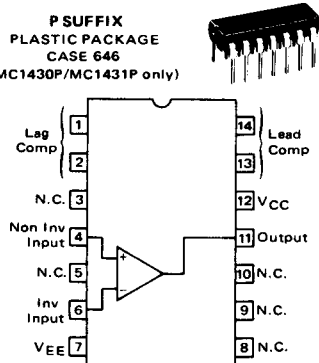 P SUFFIX
PLASTIC PACKAGE
CASE 646
MC1430P/MC1431P only)
Lag
Comp
1
2
N.C. 3
Non Inv
Input
4
N.C. 5
Inv
Input
6
VEE 7
+
−
14
13
Lead
Comp
12 VCC
11 Output
10 N.C.
9 N.C.
8 N.C.